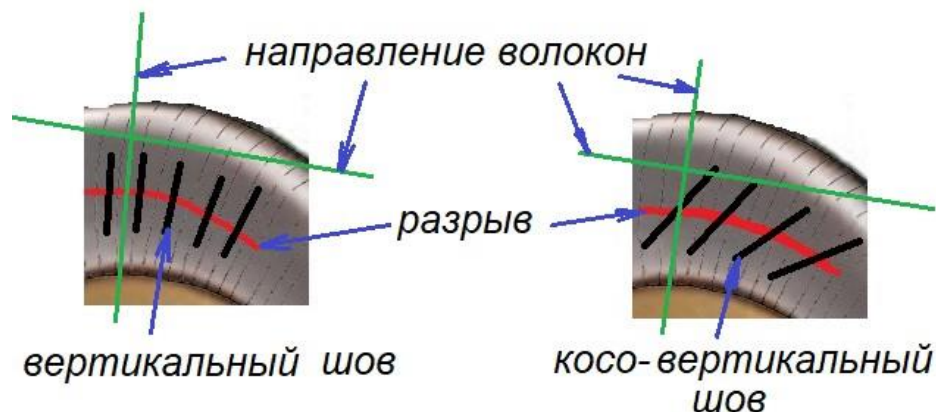 направление волокон
разрыв
вертикальный шов
косо-вертикальный
шов